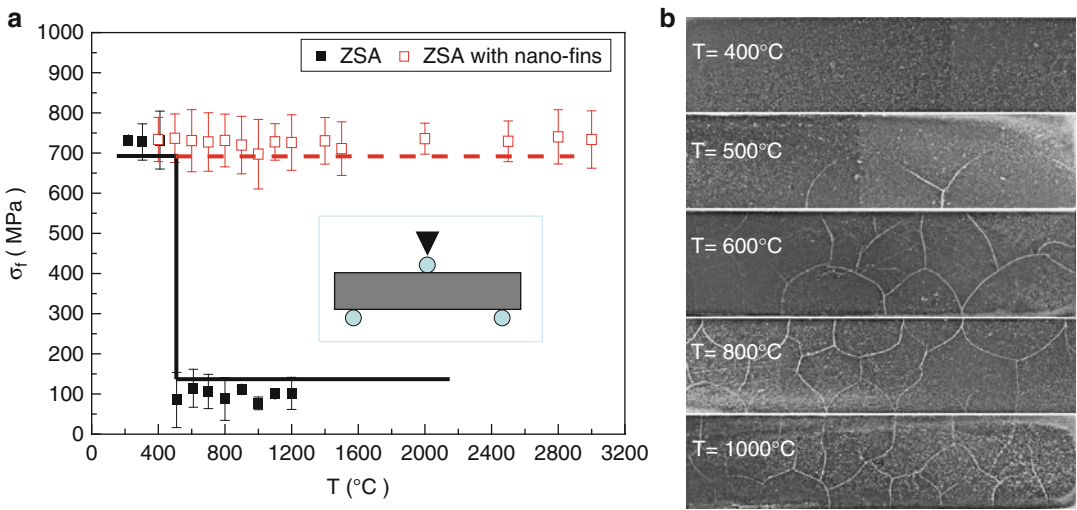 a
1000
900
800
700
600
500
400
300
200
100
0
σf ( MPa)
ZSA ZSA with nano-fins
0 400 800 1200 1600 2000 2400 2800 3200
T (°C)
b
T= 400°C
T= 500°C
T= 600°C
T= 800°C
T= 1000°C